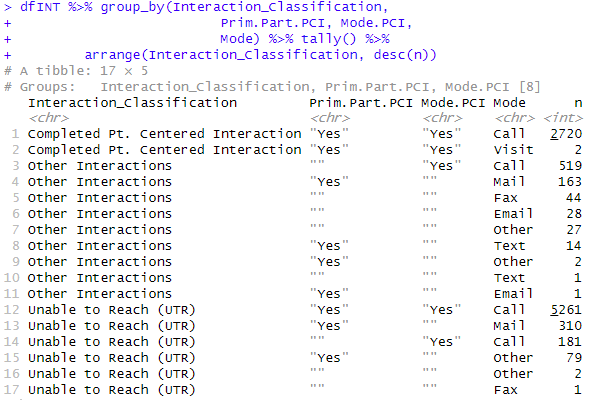 > dfINT %>% group_by(Interaction_Classification,
+ Prim.Part.PCI, Mode.PCI,
+ Mode) %>% tally() %>%
+ arrange(Interaction_Classification, desc(n))
# A tibble: 17 × 5
# Groups: Interaction_Classification, Prim.Part.PCI, Mode.PCI [8]
Interaction_Classification Prim.Part.PCI Mode.PCI Mode n
<chr> <chr> <chr> <chr> <int>
1 Completed Pt. Centered Interaction "Yes" "Yes" Call 2720
2 Completed Pt. Centered Interaction "Yes" "Yes" Visit 2
3 Other Interactions "" "Yes" Call 519
4 Other Interactions "Yes" "" Mail 163
5 Other Interactions "" "" Fax 44
6 Other Interactions "" "" Email 28
7 Other Interactions "" "" Other 27
8 Other Interactions "Yes" "" Text 14
9 Other Interactions "Yes" "" Other 2
10 Other Interactions "" "" Text 1
11 Other Interactions "Yes" "" Email 1
12 Unable to Reach (UTR) "Yes" "Yes" Call 5261
13 Unable to Reach (UTR) "Yes" "" Mail 310
14 Unable to Reach (UTR) "" "Yes" Call 181
15 Unable to Reach (UTR) "Yes" "" Other 79
16 Unable to Reach (UTR) "" "" Other 2
17 Unable to Reach (UTR) "" "" Fax 1